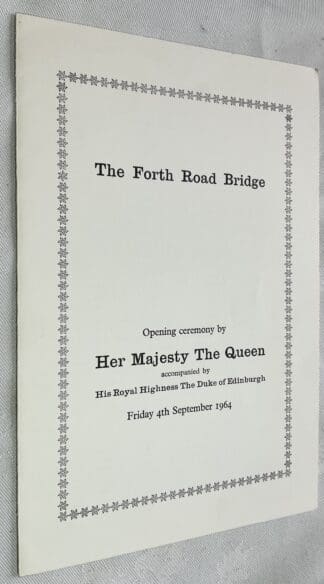 The Forth Road Bridge
Opening ceremony by
Her Majesty The Queen
accompanied by
His Royal Highness The Duke of Edinburgh
Friday 4th September 1964